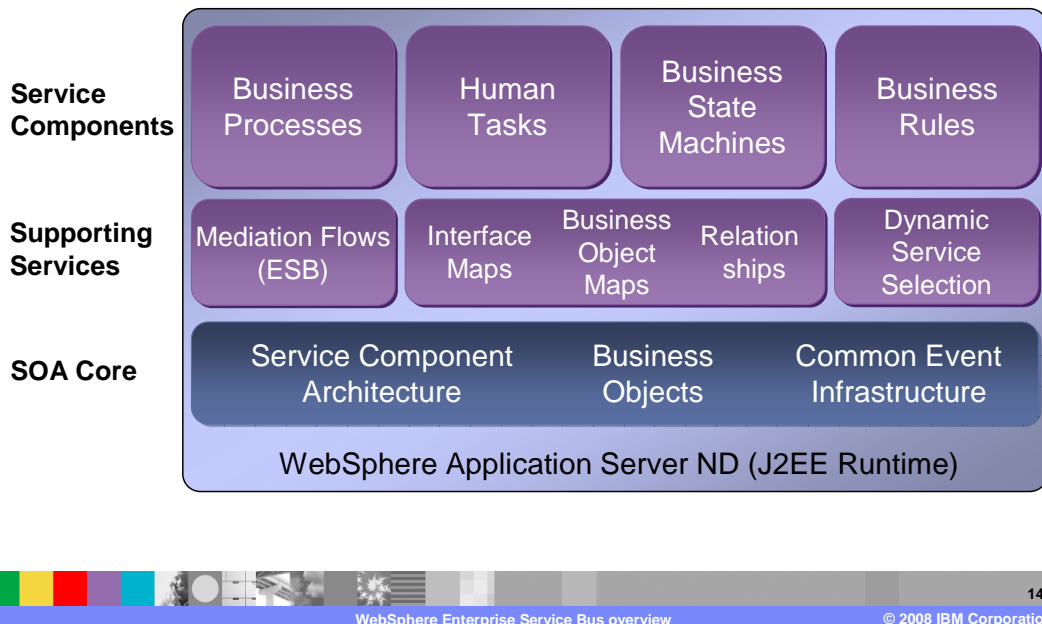 Service
Components
Business
Processes
Human
Tasks
Business
State
Machines
Business
Rules
Supporting
Services
Mediation Flows
(ESB)
Interface
Maps
Business
Object
Maps
Relation
ships
Dynamic
Service
Selection
SOA Core
Service Component
Architecture
Business
Objects
Common Event
Infrastructure
WebSphere Application Server ND (J2EE Runtime)
14
WebSphere Enterprise Service Bus overview
© 2008 IBM Corporatio